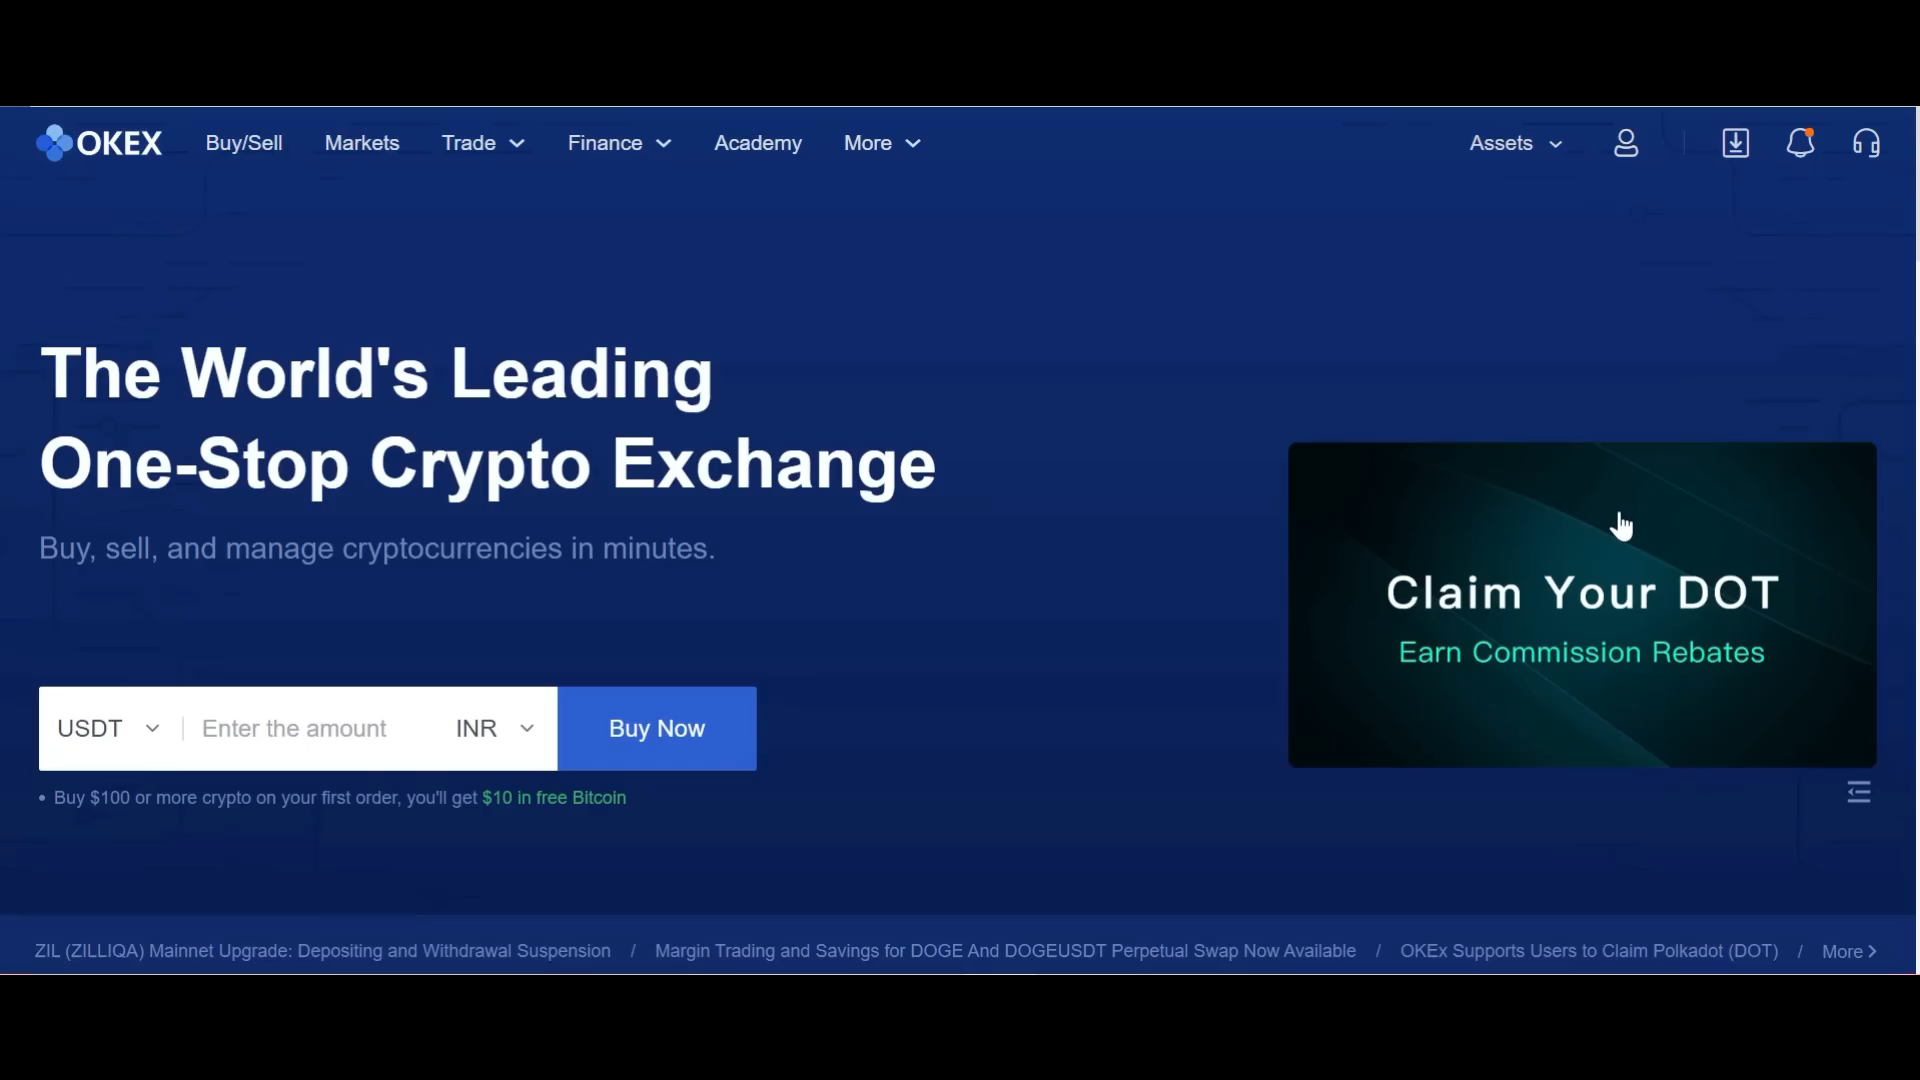 OKEX Buy/Sell Markets Trade Finance Academy More Assets
The World's Leading
One-Stop Crypto Exchange
Buy, sell, and manage cryptocurrencies in minutes.
Claim Your DOT
Earn Commission Rebates
USDT Enter the amount INR Buy Now
• Buy $100 or more crypto on your first order, you'll get $10 in free Bitcoin
ZIL (ZILLIQA) Mainnet Upgrade: Depositing and Withdrawal Suspension / Margin Trading and Savings for DOGE And DOGEUSDT Perpetual Swap Now Available / OKEx Supports Users to Claim Polkadot (DOT) / More >